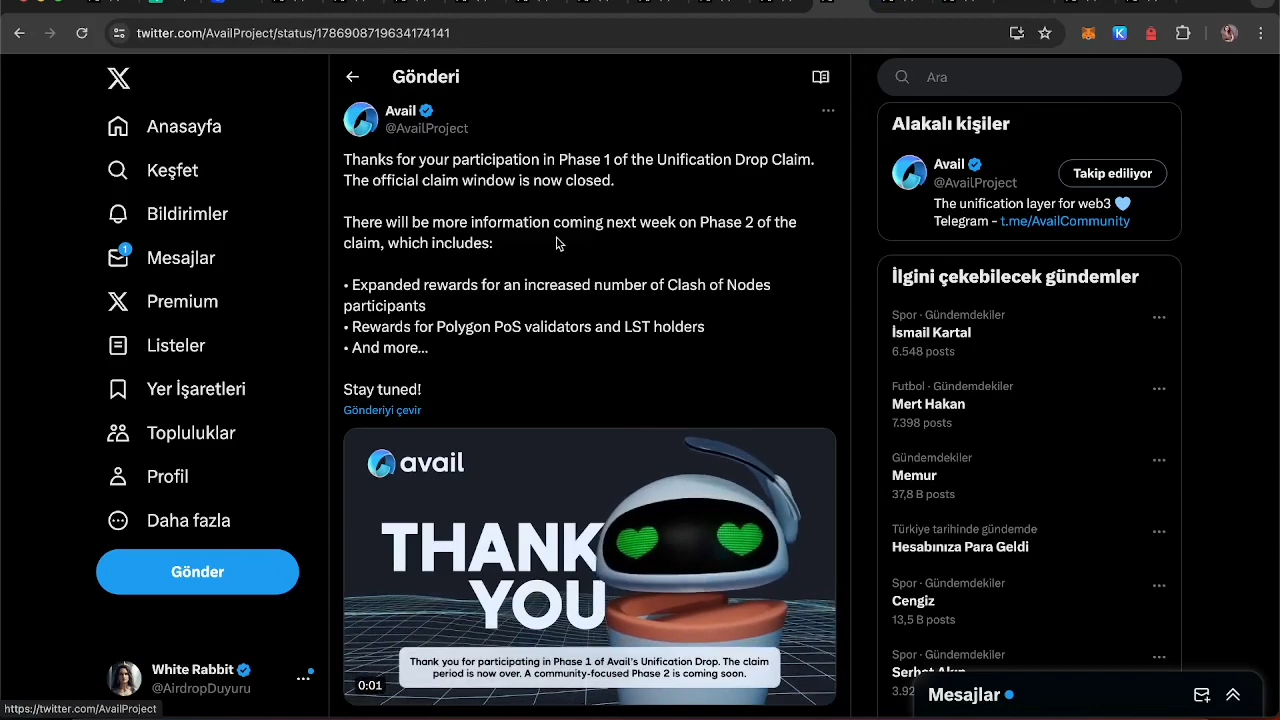 twitter.com/AvailProject/status/1786908719634174141
Anasayfa
Keşfet
Bildirimler
1
Mesajlar
Premium
Listeler
Yer İşaretleri
Topluluklar
Profil
Daha fazla
Gönder
White Rabbit
@AirdropDuyuru
https://twitter.com/AvailProject
Gönderi
Avail
@AvailProject
Thanks for your participation in Phase 1 of the Unification Drop Claim.
The official claim window is now closed.
There will be more information coming next week on Phase 2 of the
claim, which includes:
• Expanded rewards for an increased number of Clash of Nodes
participants
• Rewards for Polygon PoS validators and LST holders
• And more...
Stay tuned!
Gönderiyi çevir
avail
THANK
YOU
Thank you for participating in Phase 1 of Avail's Unification Drop. The claim
period is now over. A community-focused Phase 2 is coming soon.
0:01
Ara
Alakalı kişiler
Avail
@AvailProject
Takip ediliyor
The unification layer for web3 🩵
Telegram - t.me/AvailCommunity
İlgini çekebilecek gündemler
Spor · Gündemdekiler
İsmail Kartal
6.548 posts
Futbol · Gündemdekiler
Mert Hakan
7.398 posts
Gündemdekiler
Memur
37,8 B posts
Türkiye tarihinde gündemde
Hesabınıza Para Geldi
Spor · Gündemdekiler
Cengiz
13,5 B posts
Spor · Gündemdekiler
Mesajlar